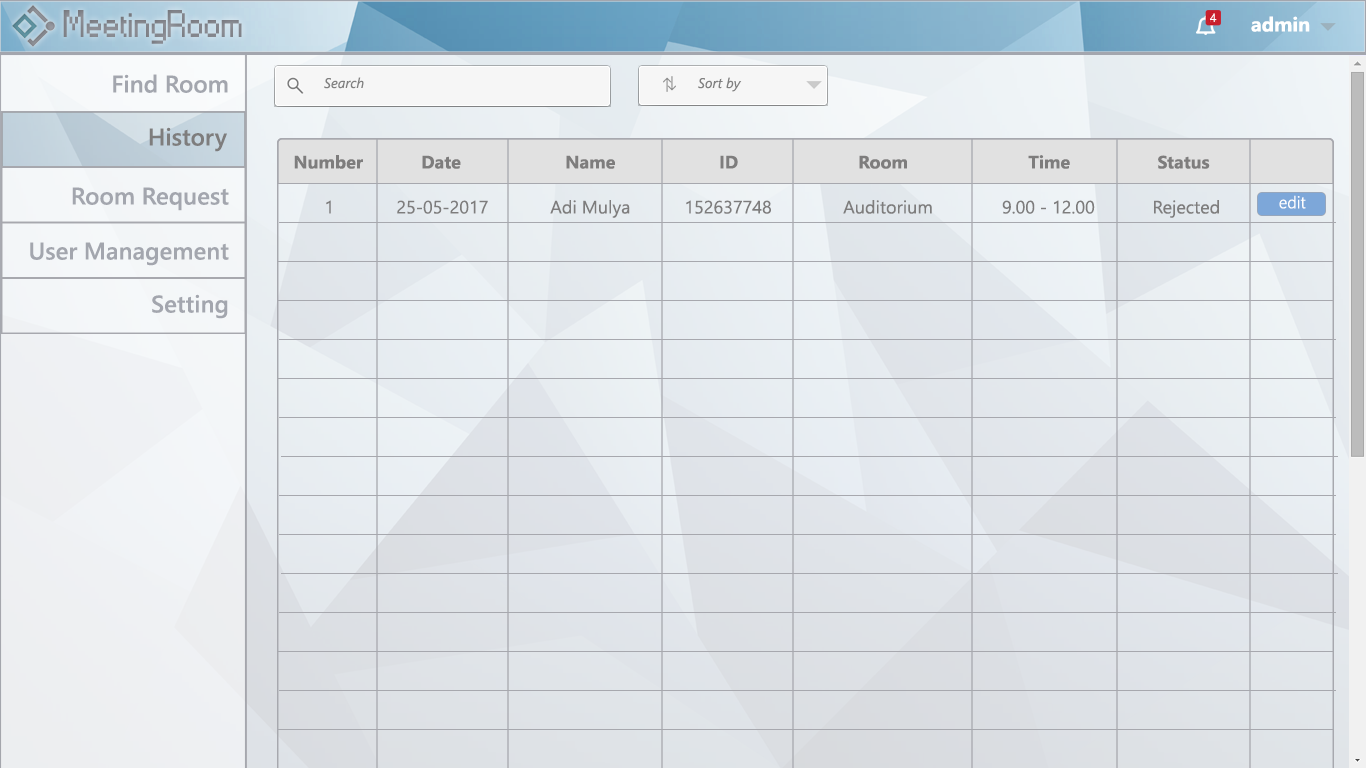 MeetingRoom
4
admin
Find Room
History
Room Request
User Management
Setting
Search
Sort by
Number Date Name ID Room Time Status
1 25-05-2017 Adi Mulya 152637748 Auditorium 9.00 - 12.00 Rejected edit